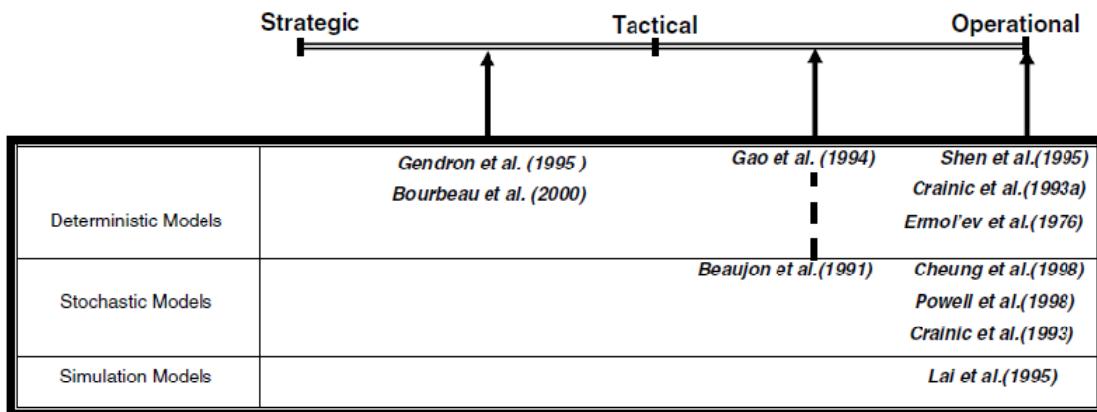 Strategic Tactical Operational
Gendron et al. (1995 ) Gao et al. (1994) Shen et al.(1995)
Bourbeau et al. (2000) Crainic et al.(1993a)
Deterministic Models Ermol'ev et al.(1976)
Beaujon et al.(1991) Cheung et al.(1998)
Stochastic Models Powell et al.(1998)
Crainic et al.(1993)
Simulation Models Lai et al.(1995)